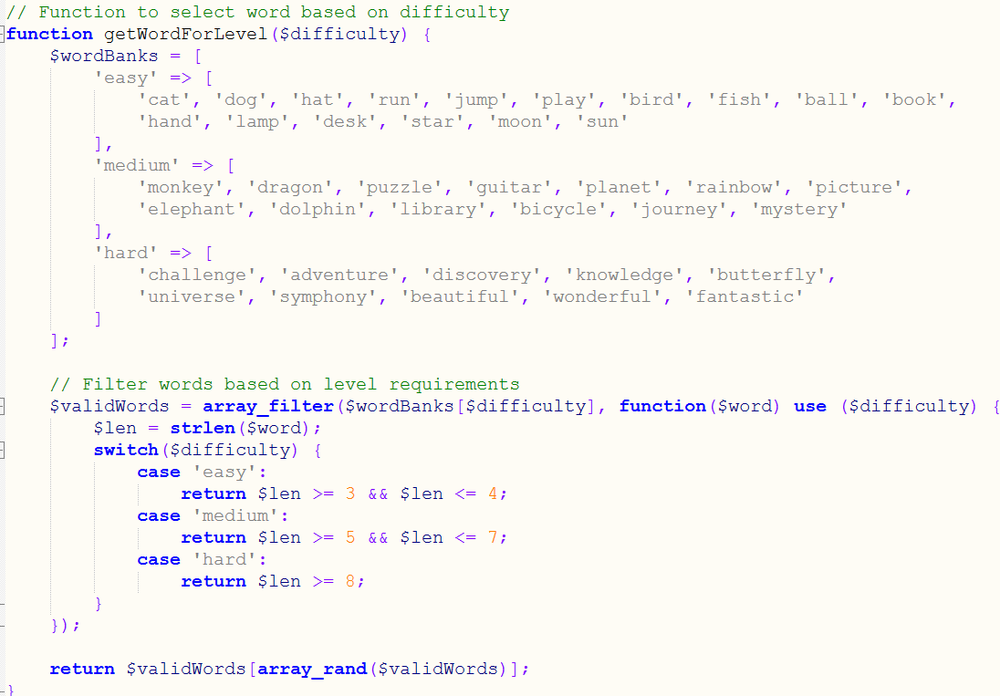 // Function to select word based on difficulty
function getWordForLevel($difficulty) {
    $wordBanks = [
        'easy' => [
            'cat', 'dog', 'hat', 'run', 'jump', 'play', 'bird', 'fish', 'ball', 'book',
            'hand', 'lamp', 'desk', 'star', 'moon', 'sun'
        ],
        'medium' => [
            'monkey', 'dragon', 'puzzle', 'guitar', 'planet', 'rainbow', 'picture',
            'elephant', 'dolphin', 'library', 'bicycle', 'journey', 'mystery'
        ],
        'hard' => [
            'challenge', 'adventure', 'discovery', 'knowledge', 'butterfly',
            'universe', 'symphony', 'beautiful', 'wonderful', 'fantastic'
        ]
    ];

    // Filter words based on level requirements
    $validWords = array_filter($wordBanks[$difficulty], function($word) use ($difficulty) {
        $len = strlen($word);
        switch($difficulty) {
            case 'easy':
                return $len >= 3 && $len <= 4;
            case 'medium':
                return $len >= 5 && $len <= 7;
            case 'hard':
                return $len >= 8;
        }
    });

    return $validWords[array_rand($validWords)];
}